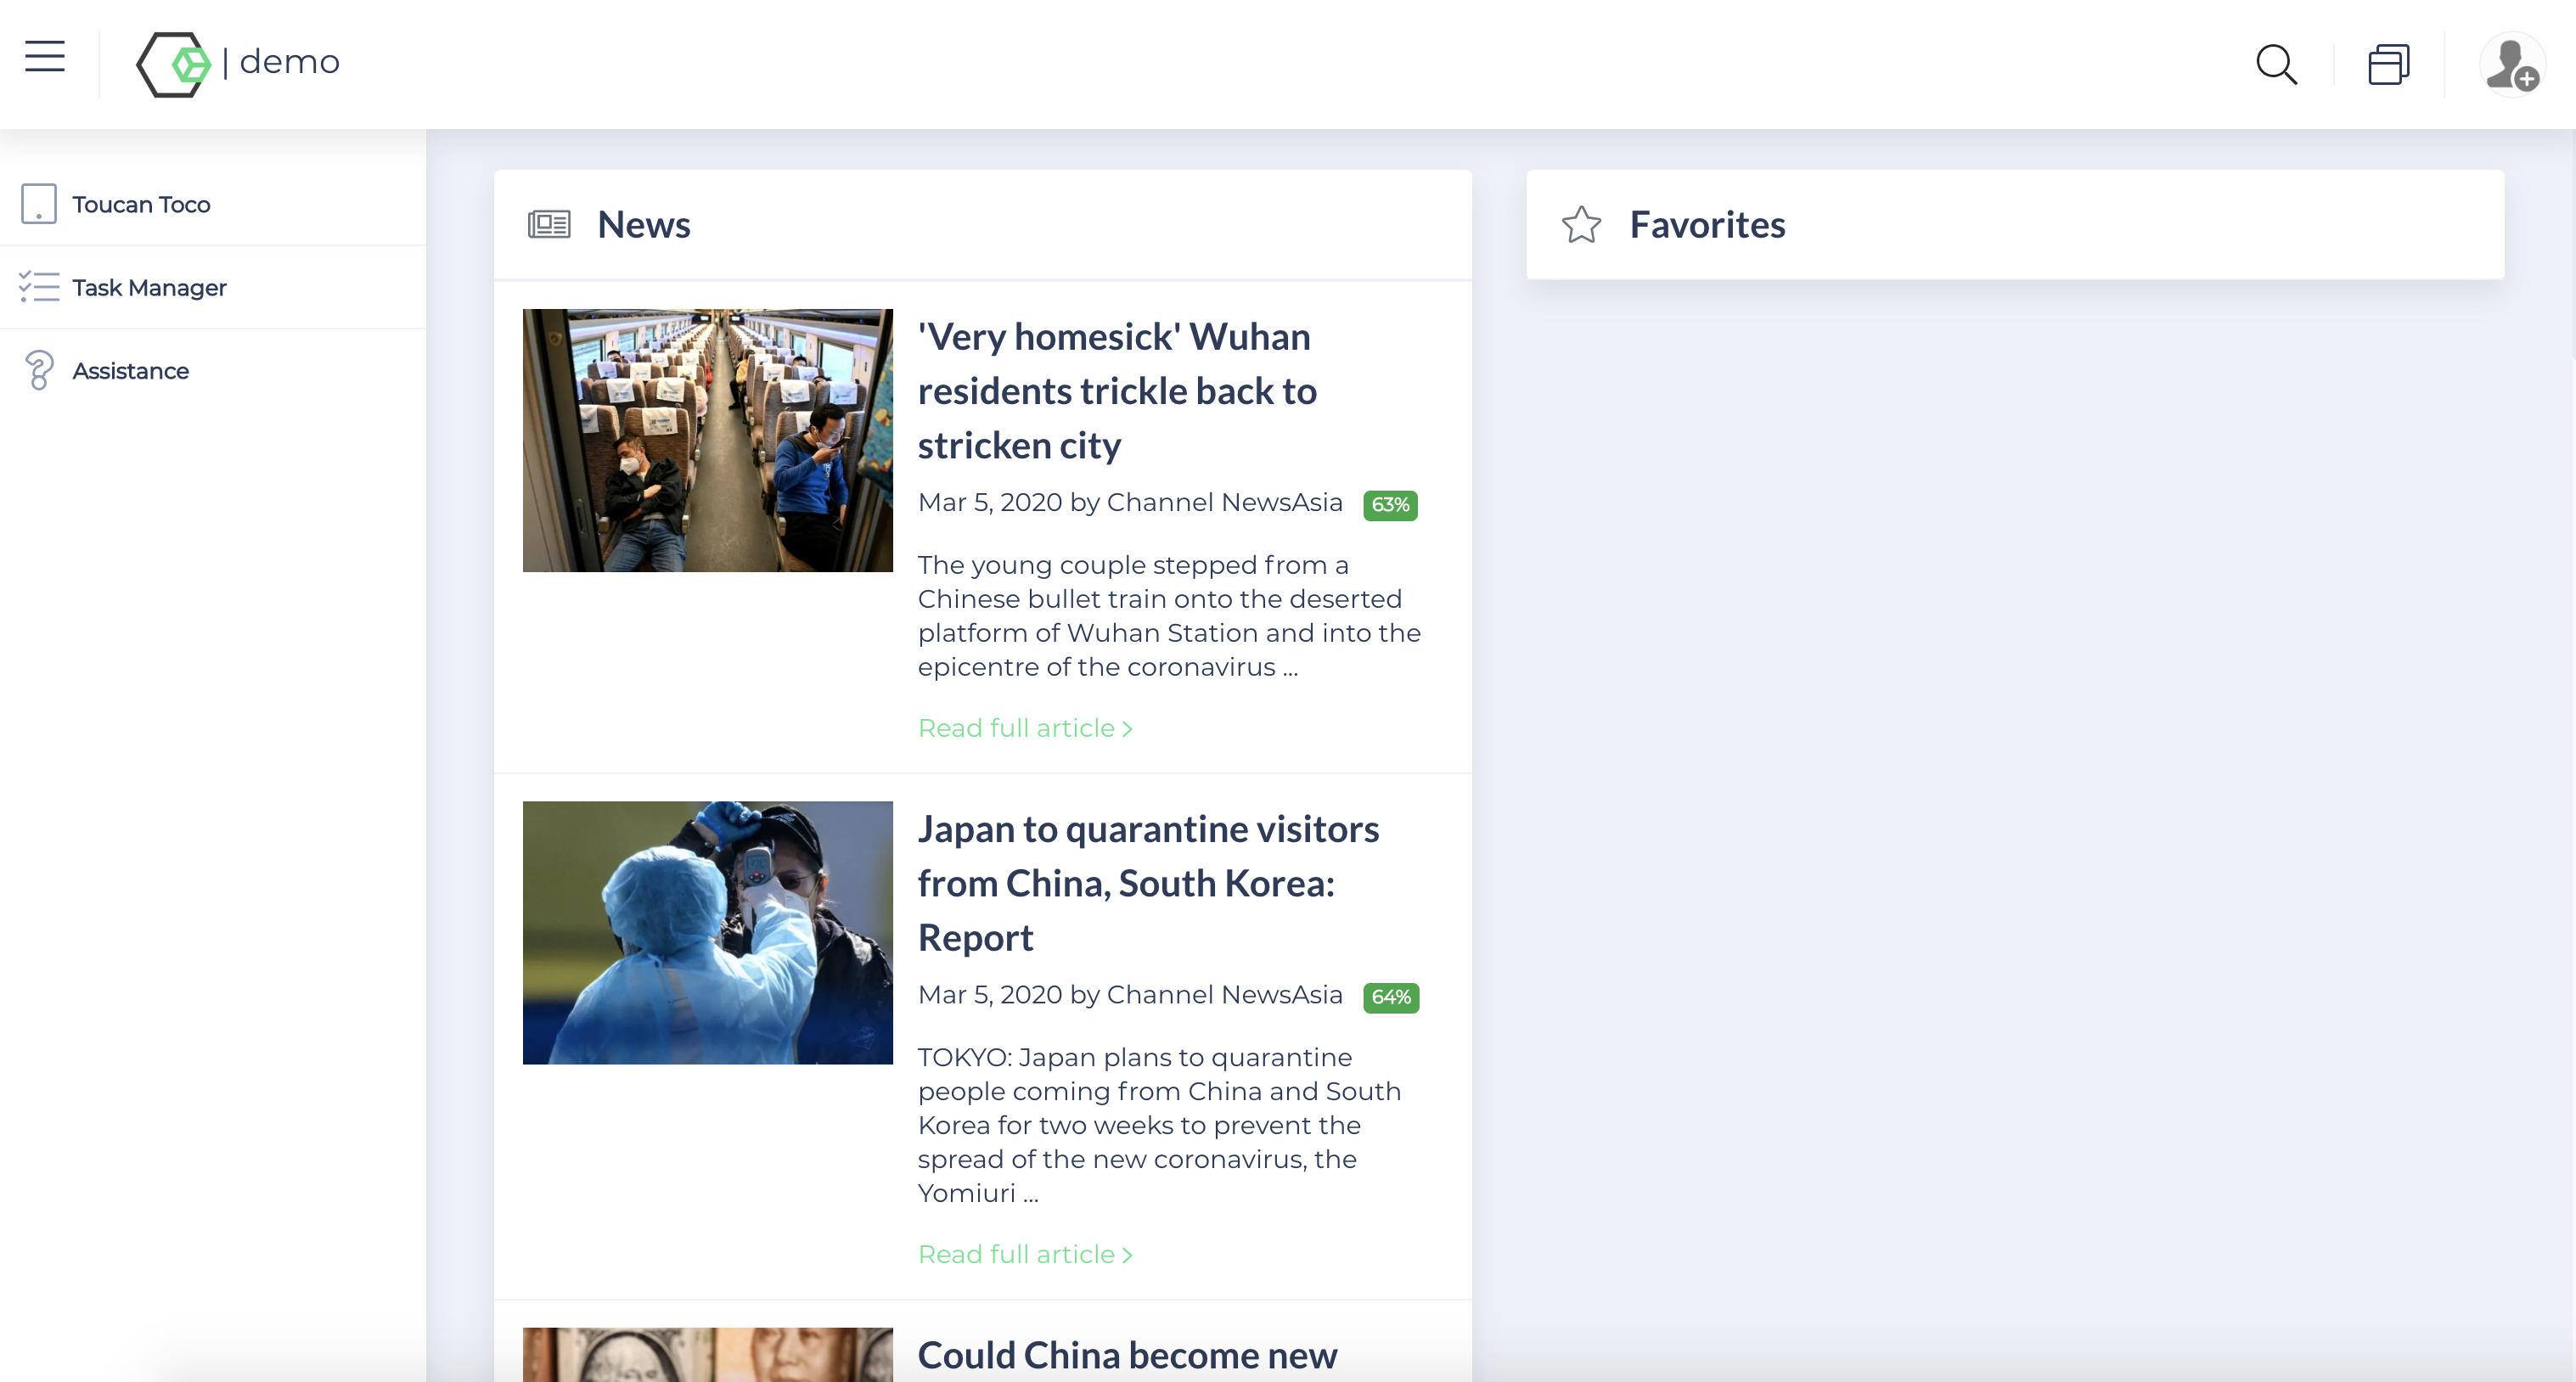 | demo
Toucan Toco
Task Manager
Assistance
News
'Very homesick' Wuhan
residents trickle back to
stricken city
Mar 5, 2020 by Channel NewsAsia 63%
The young couple stepped from a
Chinese bullet train onto the deserted
platform of Wuhan Station and into the
epicentre of the coronavirus ...
Read full article >
Japan to quarantine visitors
from China, South Korea:
Report
Mar 5, 2020 by Channel NewsAsia 64%
TOKYO: Japan plans to quarantine
people coming from China and South
Korea for two weeks to prevent the
spread of the new coronavirus, the
Yomiuri ...
Read full article >
Could China become new
Favorites